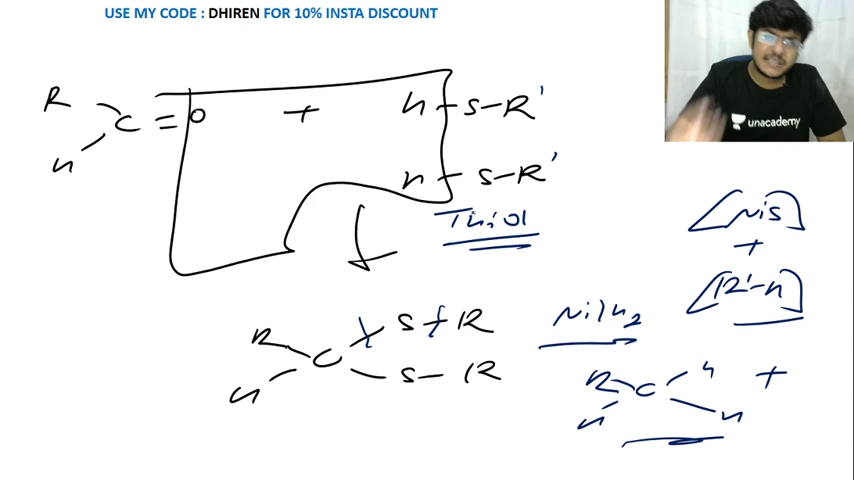 USE MY CODE : DHIREN FOR 10% INSTA DISCOUNT
unacademy
R
C = O + H - S - R'
H
H - S - R'
Thiol
NiS
+
R' - H
R
C
S - R
H
S - R
Ni/H2
R
C
H
+
H
H